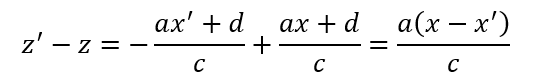 z′ − z = − (ax′ + d)/c + (ax + d)/c = a(x − x′)/c